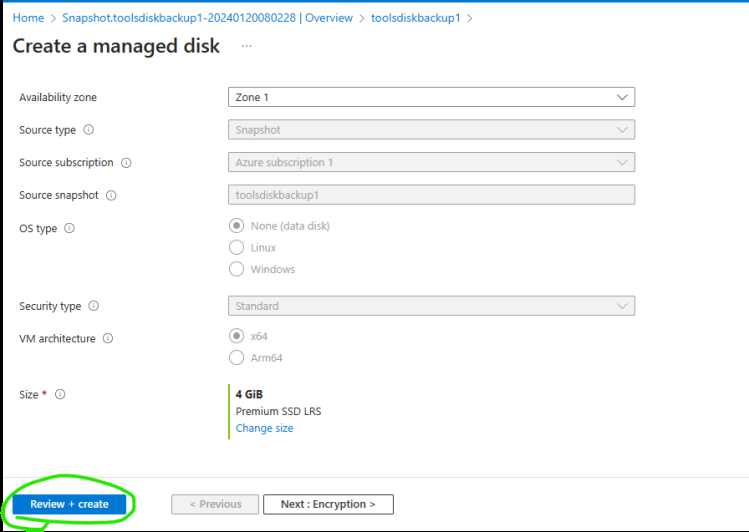 Home > Snapshot.toolsdiskbackup1-20240120080228 | Overview > toolsdiskbackup1 >
Create a managed disk ...
Availability zone
Zone 1
Source type
Snapshot
Source subscription
Azure subscription 1
Source snapshot
toolsdiskbackup1
OS type
None (data disk)
Linux
Windows
Security type
Standard
VM architecture
x64
Arm64
Size *
4 GiB
Premium SSD LRS
Change size
Review + create
< Previous
Next : Encryption >